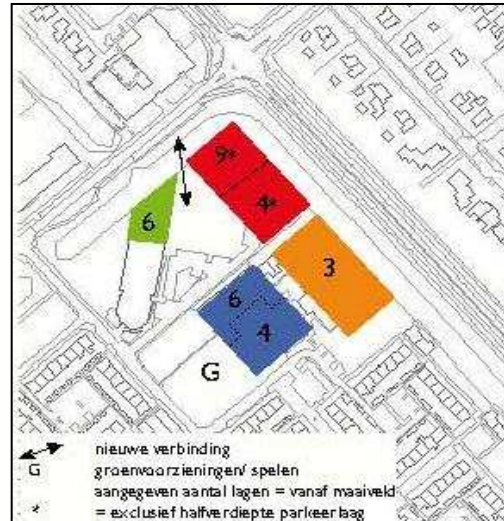 9*
4*
6
3
6
4
G
nieuwe verbinding
G groenvoorzieningen/ spelen
aangegeven aantal lagen = vanaf maaiveld
* = exclusief halfverdiepte parkeerlaag